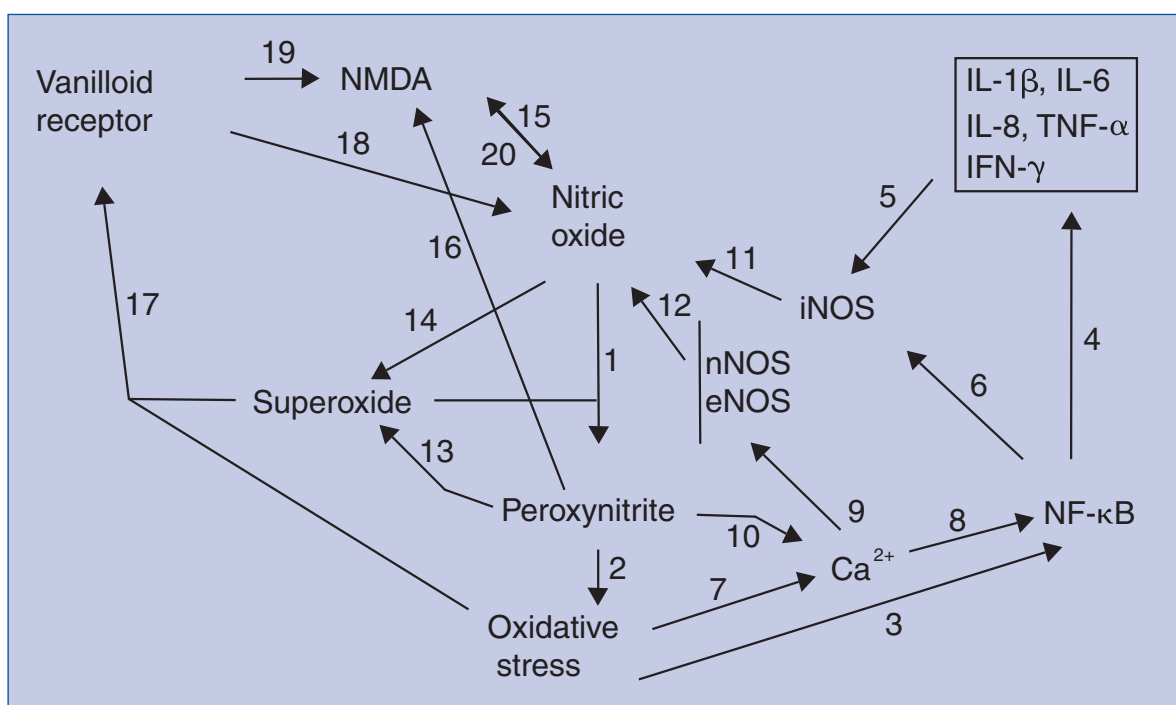 19
Vanilloid
receptor
NMDA
15
20
18
Nitric
oxide
IL-1β, IL-6
IL-8, TNF-α
IFN-γ
5
16
11
iNOS
12
17
14
1
nNOS
eNOS
4
6
Superoxide
13
Peroxynitrite
10
9
8
NF-κB
Ca²⁺
2
7
3
Oxidative
stress